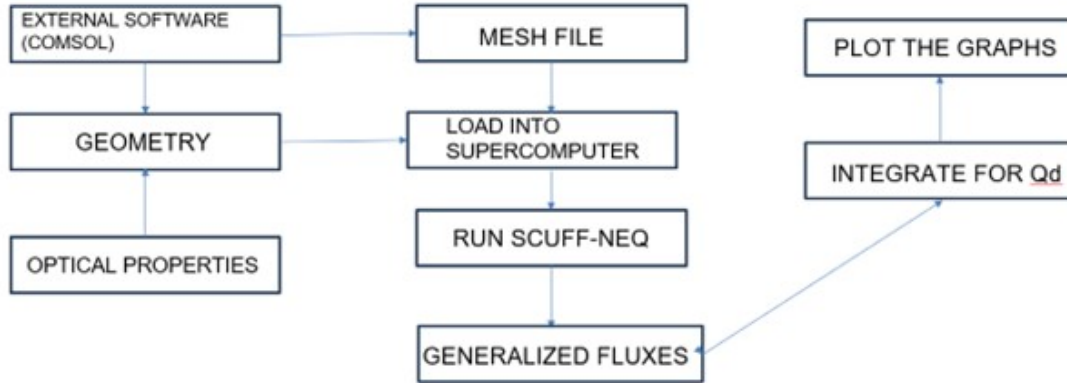 EXTERNAL SOFTWARE
(COMSOL)
MESH FILE
PLOT THE GRAPHS
GEOMETRY
LOAD INTO
SUPERCOMPUTER
INTEGRATE FOR Qd
OPTICAL PROPERTIES
RUN SCUFF-NEQ
GENERALIZED FLUXES